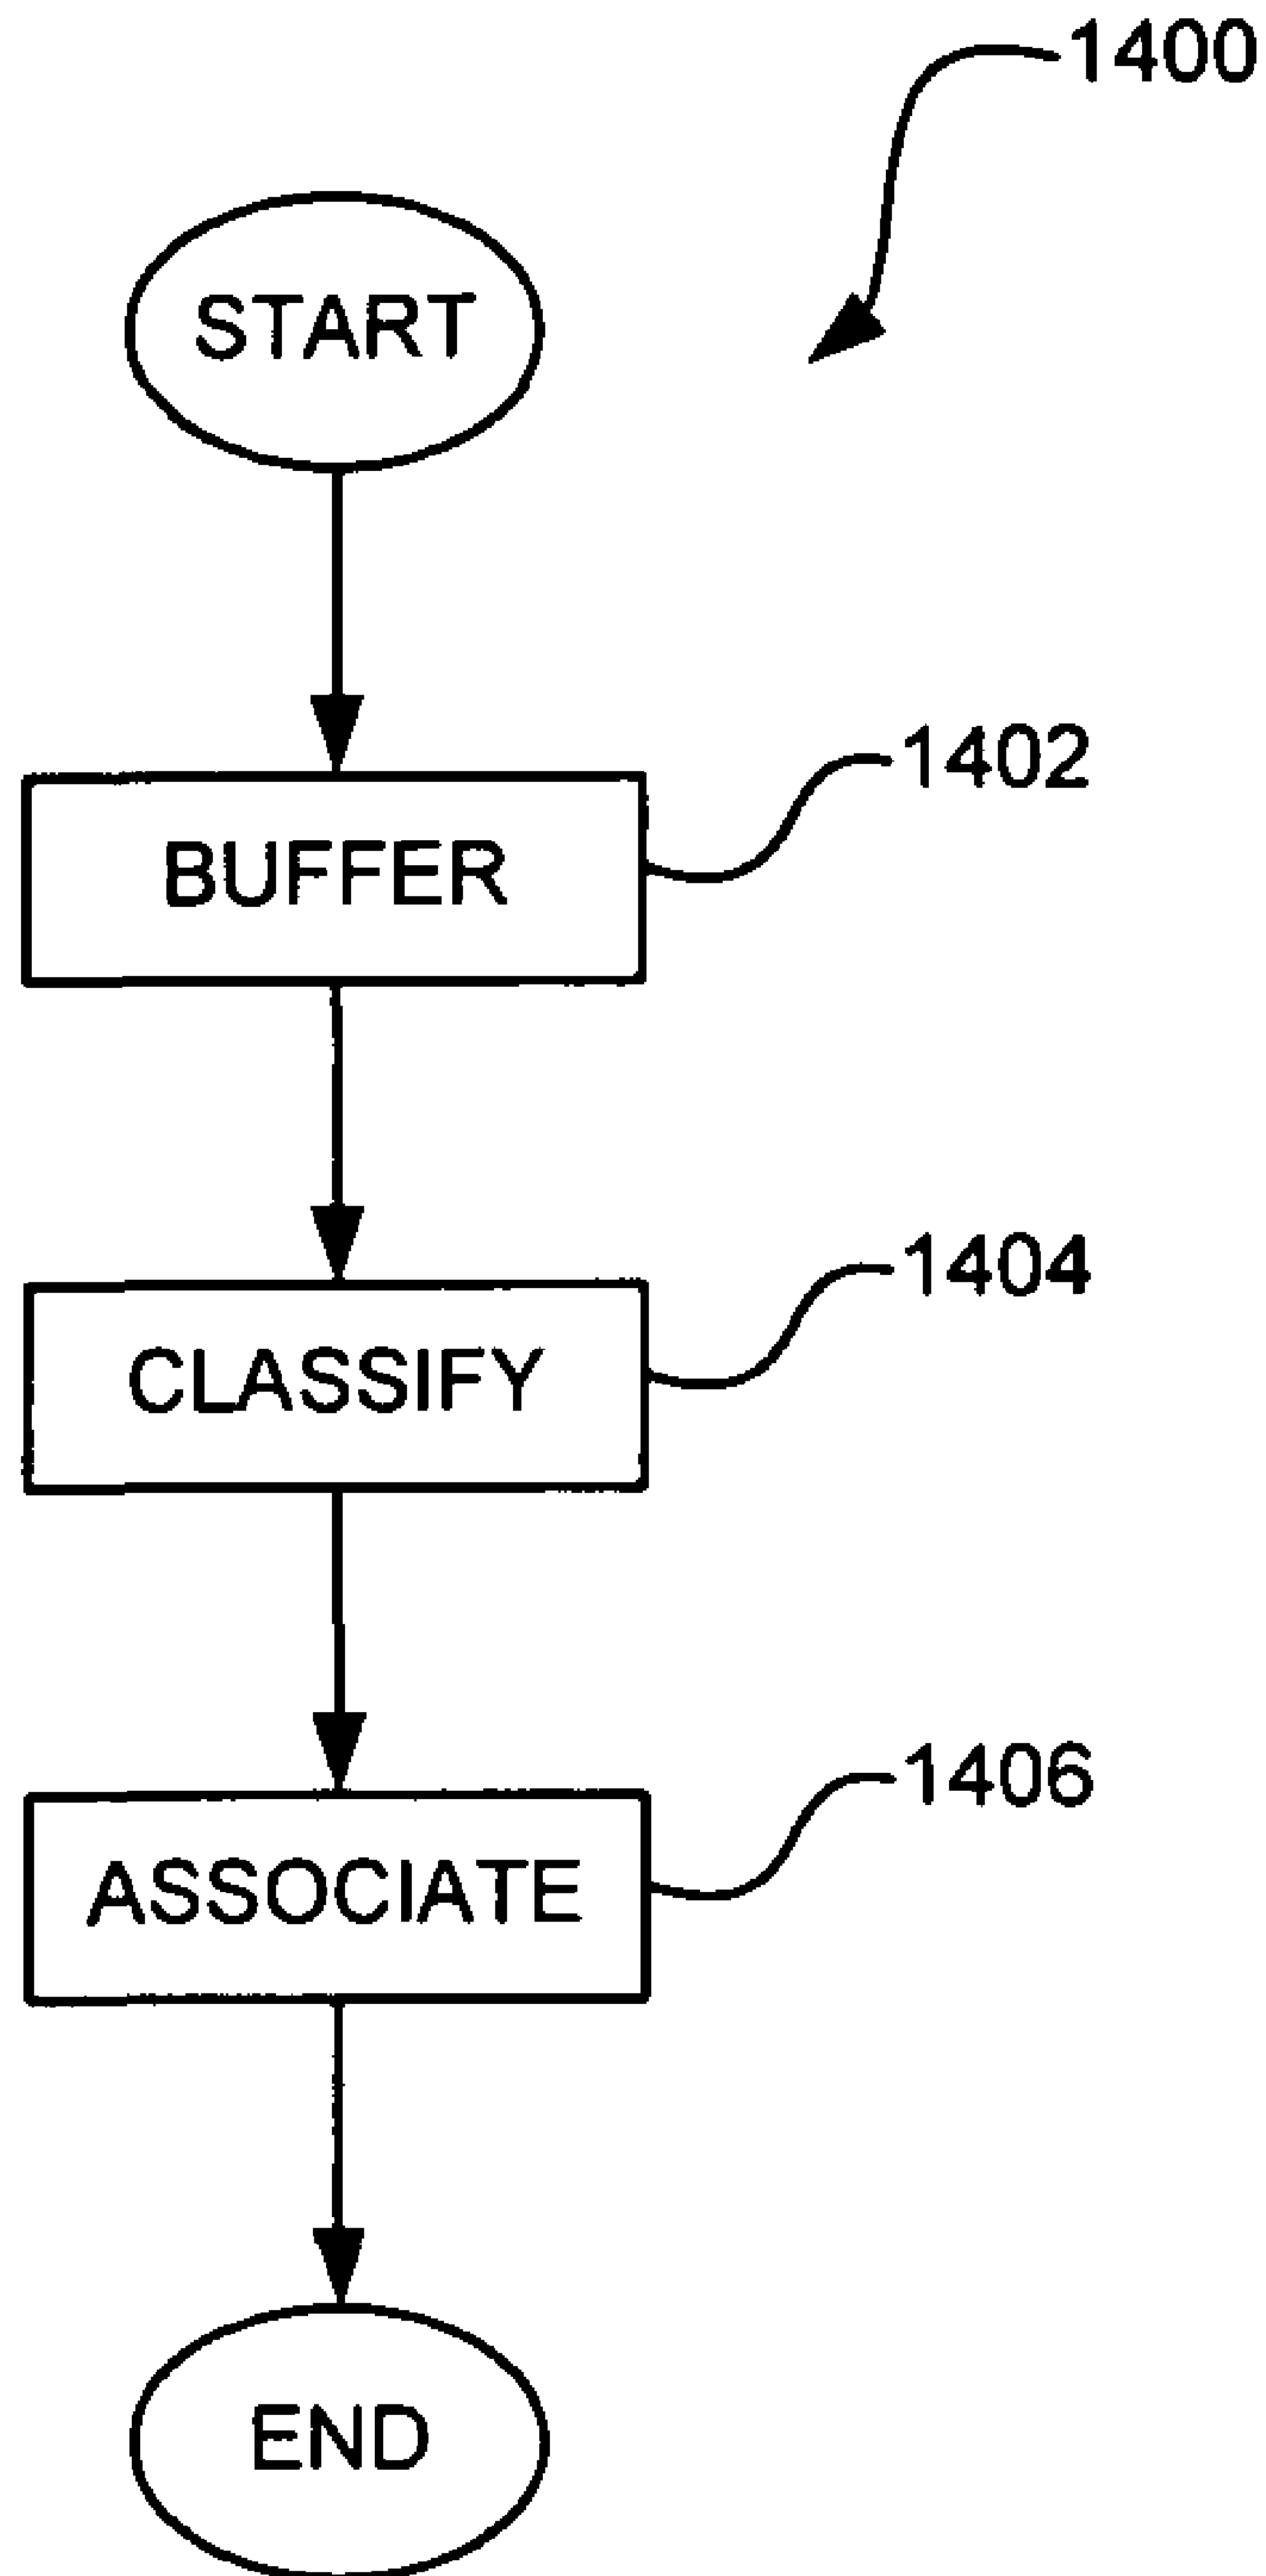 1400
START
1402
BUFFER
1404
CLASSIFY
1406
ASSOCIATE
END